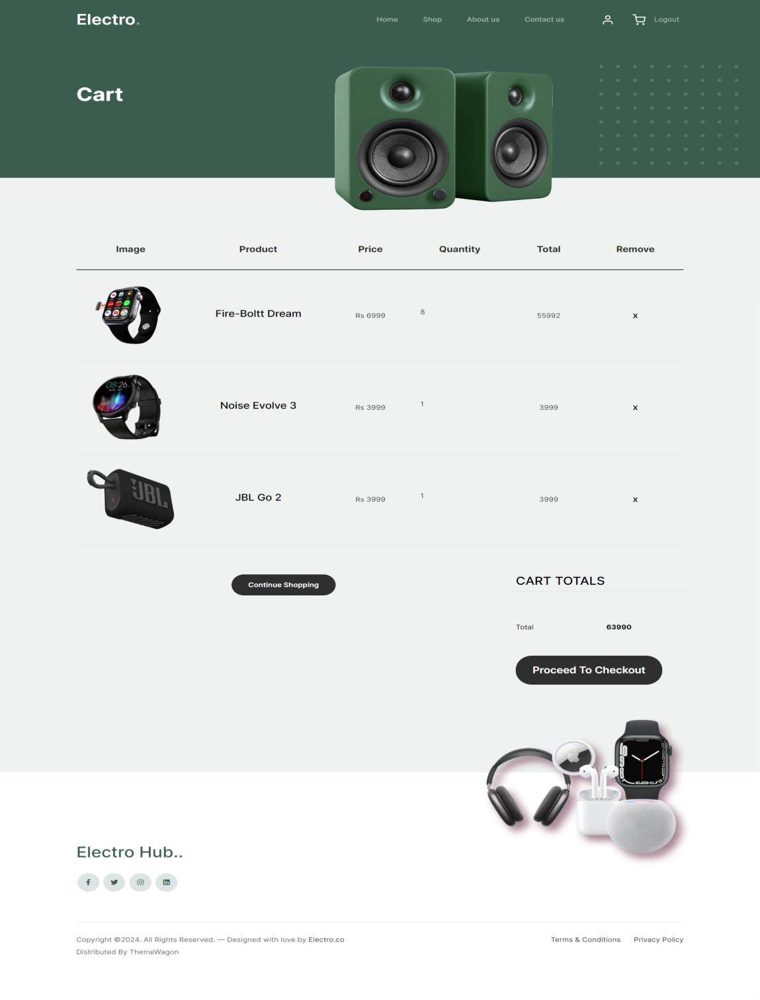 Electro.
Home Shop About us Contact us Logout
Cart
Image Product Price Quantity Total Remove
Fire-Boltt Dream Rs 6999 8 55992 X
08:26
Noise Evolve 3 Rs 3999 1 3999 X
JBL
JBL Go 2 Rs 3999 1 3999 X
Continue Shopping
CART TOTALS
Total 63990
Proceed To Checkout
Electro Hub..
Copyright ©2024. All Rights Reserved. — Designed with love by Electro.co
Terms & Conditions Privacy Policy
Distributed By ThemeWagon